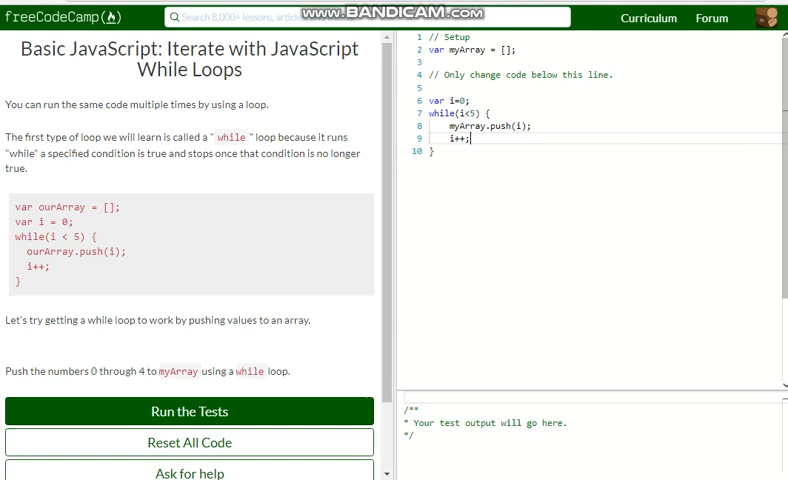 freeCodeCamp(🔥)
Search 8,000+ lessons, articles
www.BANDICAM.com
Curriculum
Forum
Basic JavaScript: Iterate with JavaScript
While Loops
You can run the same code multiple times by using a loop.
The first type of loop we will learn is called a " while " loop because it runs
"while" a specified condition is true and stops once that condition is no longer
true.
var ourArray = [];
var i = 0;
while(i < 5) {
  ourArray.push(i);
  i++;
}
Let's try getting a while loop to work by pushing values to an array.
Push the numbers 0 through 4 to myArray using a while loop.
Run the Tests
Reset All Code
Ask for help
1 // Setup
2 var myArray = [];
3
4 // Only change code below this line.
5
6 var i=0;
7 while(i<5) {
8     myArray.push(i);
9     i++;
10 }
/**
* Your test output will go here.
*/